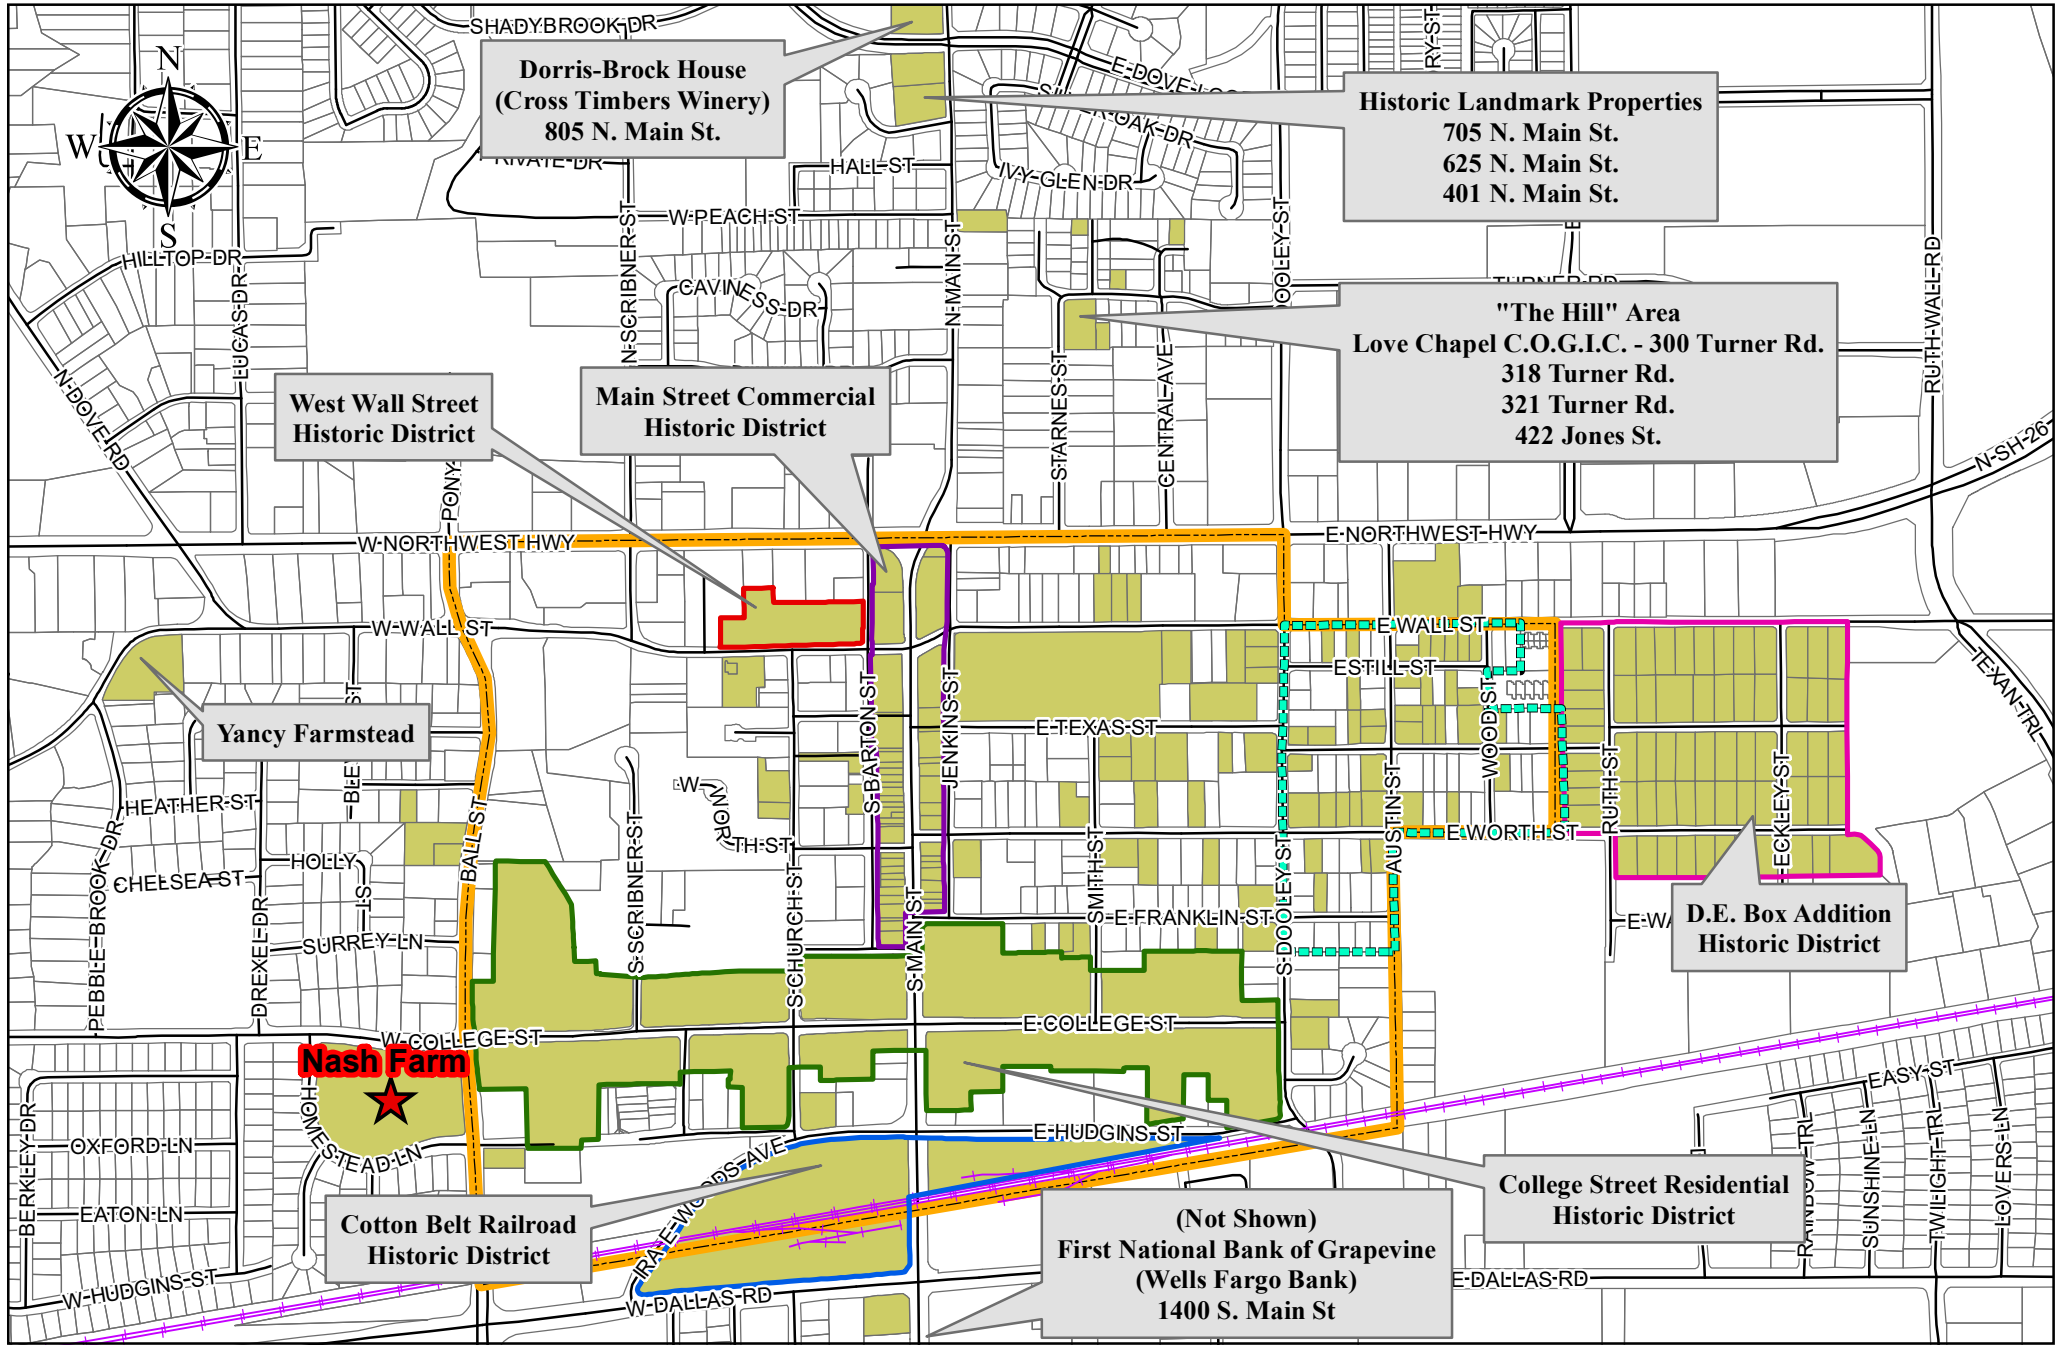 SHADYBROOK DR
Dorris-Brock House
(Cross Timbers Winery)
805 N. Main St.
Historic Landmark Properties
705 N. Main St.
625 N. Main St.
401 N. Main St.
N
W
E
S
HALL ST
W PEACH ST
IVY GLEN DR
HILLTOP DR
LUCAS DR
N SCRIBNER ST
CAVINESS DR
N MAIN ST
TURNER RD
RUTH WALL RD
"The Hill" Area
Love Chapel C.O.G.I.C. - 300 Turner Rd.
318 Turner Rd.
321 Turner Rd.
422 Jones St.
N DOVE RD
STARNES ST
CENTRAL AVE
West Wall Street
Historic District
Main Street Commercial
Historic District
N SH 26
W NORTHWEST HWY
E NORTHWEST HWY
W WALL ST
E WALL ST
ESTILL ST
Yancy Farmstead
S BARTON ST
JENKINS ST
E TEXAS ST
WOOD ST
RUTH ST
ECKLEY ST
TEXAN TRL
HEATHER ST
BALL ST
W WORTH ST
AUSTIN ST
E WORTH ST
PEBBLE BROOK DR
CHELSEA ST
HOLLY ST
DREXEL DR
SURREY LN
S SCRIBNER ST
S CHURCH ST
S MAIN ST
SMITH ST
E FRANKLIN ST
S DOOLEY ST
D.E. Box Addition
Historic District
W COLLEGE ST
E COLLEGE ST
Nash Farm
EASY ST
BERKLEY DR
OXFORD LN
HOMESTEAD LN
EATON LN
E HUDGINS ST
IRA E WOODS AVE
RAINBOW TRL
SUNSHINE LN
TWILIGHT TRL
LOVERS LN
Cotton Belt Railroad
Historic District
College Street Residential
Historic District
(Not Shown)
First National Bank of Grapevine
(Wells Fargo Bank)
1400 S. Main St
W HUDGINS ST
W DALLAS RD
E DALLAS RD